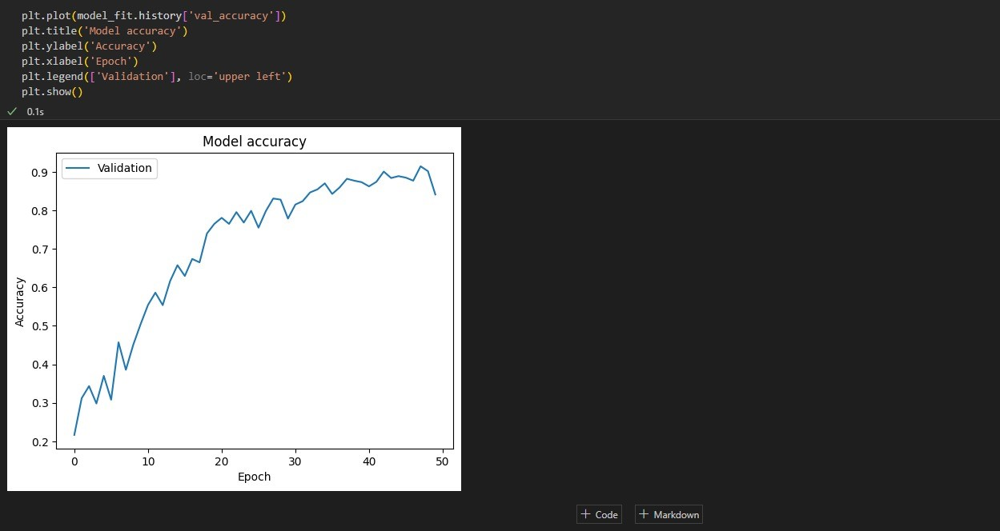 plt.plot(model_fit.history['val_accuracy'])
plt.title('Model accuracy')
plt.ylabel('Accuracy')
plt.xlabel('Epoch')
plt.legend(['Validation'], loc='upper left')
plt.show()
0.1s
Model accuracy
Validation
0.9
0.8
0.7
0.6
0.5
0.4
0.3
0.2
Accuracy
0 10 20 30 40 50
Epoch
+ Code + Markdown